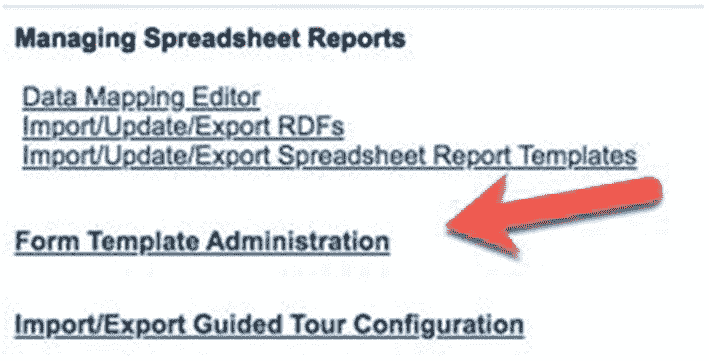 Managing Spreadsheet Reports
Data Mapping Editor
Import/Update/Export RDFs
Import/Update/Export Spreadsheet Report Templates
Form Template Administration
Import/Export Guided Tour Configuration